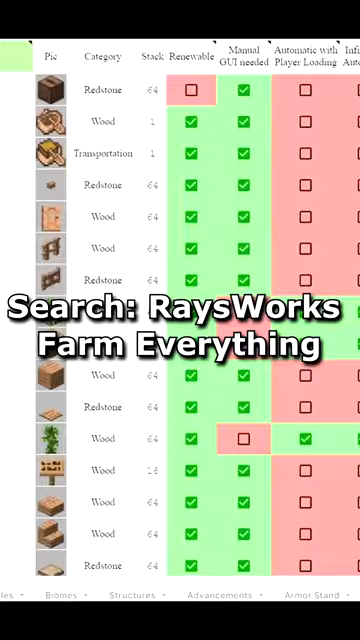 Pic Category Stack Renewable Manual GUI needed Automatic with Player Loading
Redstone 64
Wood 1
Transportation 1
Redstone 64
Wood 64
Wood 64
Redstone 64
Search: RaysWorks
Farm Everything
Wood 64
Redstone 64
Wood 64
Wood 16
Wood 64
Wood 64
Redstone 64
Biomes Structures Advancements Armor Stand